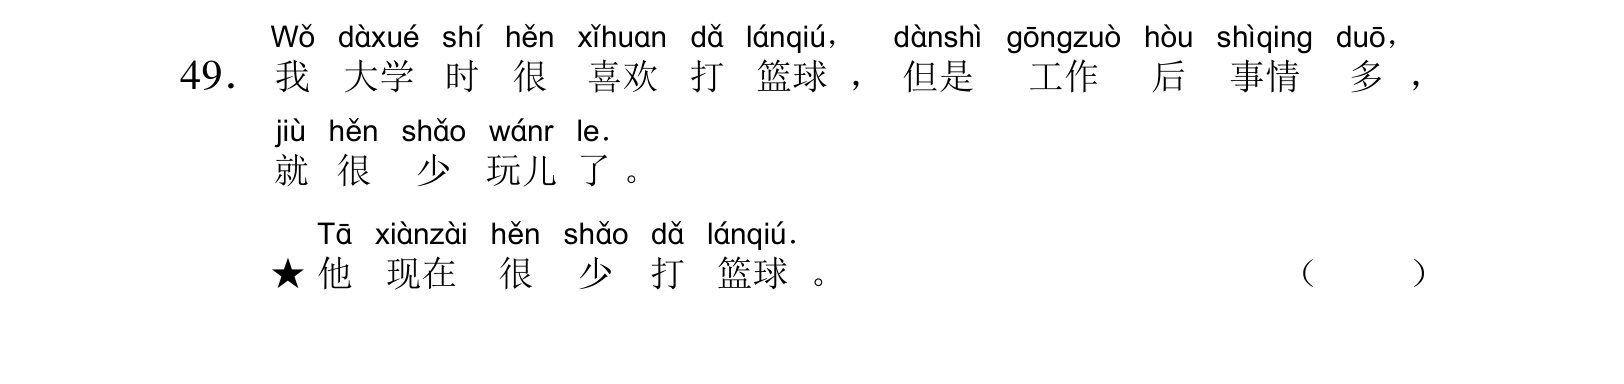 Wǒ dàxué shí hěn xǐhuan dǎ lánqiú, dànshì gōngzuò hòu shìqing duō,
49. 我 大学 时 很 喜欢 打 篮球 ， 但是 工作 后 事情 多 ，
jiù hěn shǎo wánr le.
就 很 少 玩儿 了 。
Tā xiànzài hěn shǎo dǎ lánqiú.
★ 他 现在 很 少 打 篮球 。 （ ）